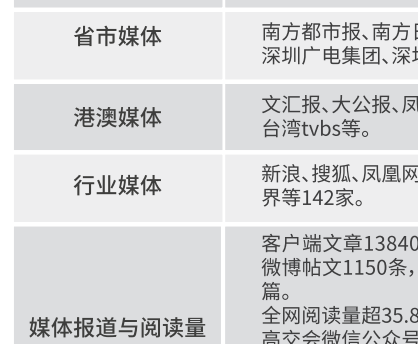 省市媒体
南方都市报、南方
深圳广电集团、深圳
港澳媒体
文汇报、大公报、凤
台湾tvbs等。
行业媒体
新浪、搜狐、凤凰网
界等142家。
媒体报道与阅读量
客户端文章13840
微博帖文1150条，
篇。
全网阅读量超35.8
高交会微信公众号